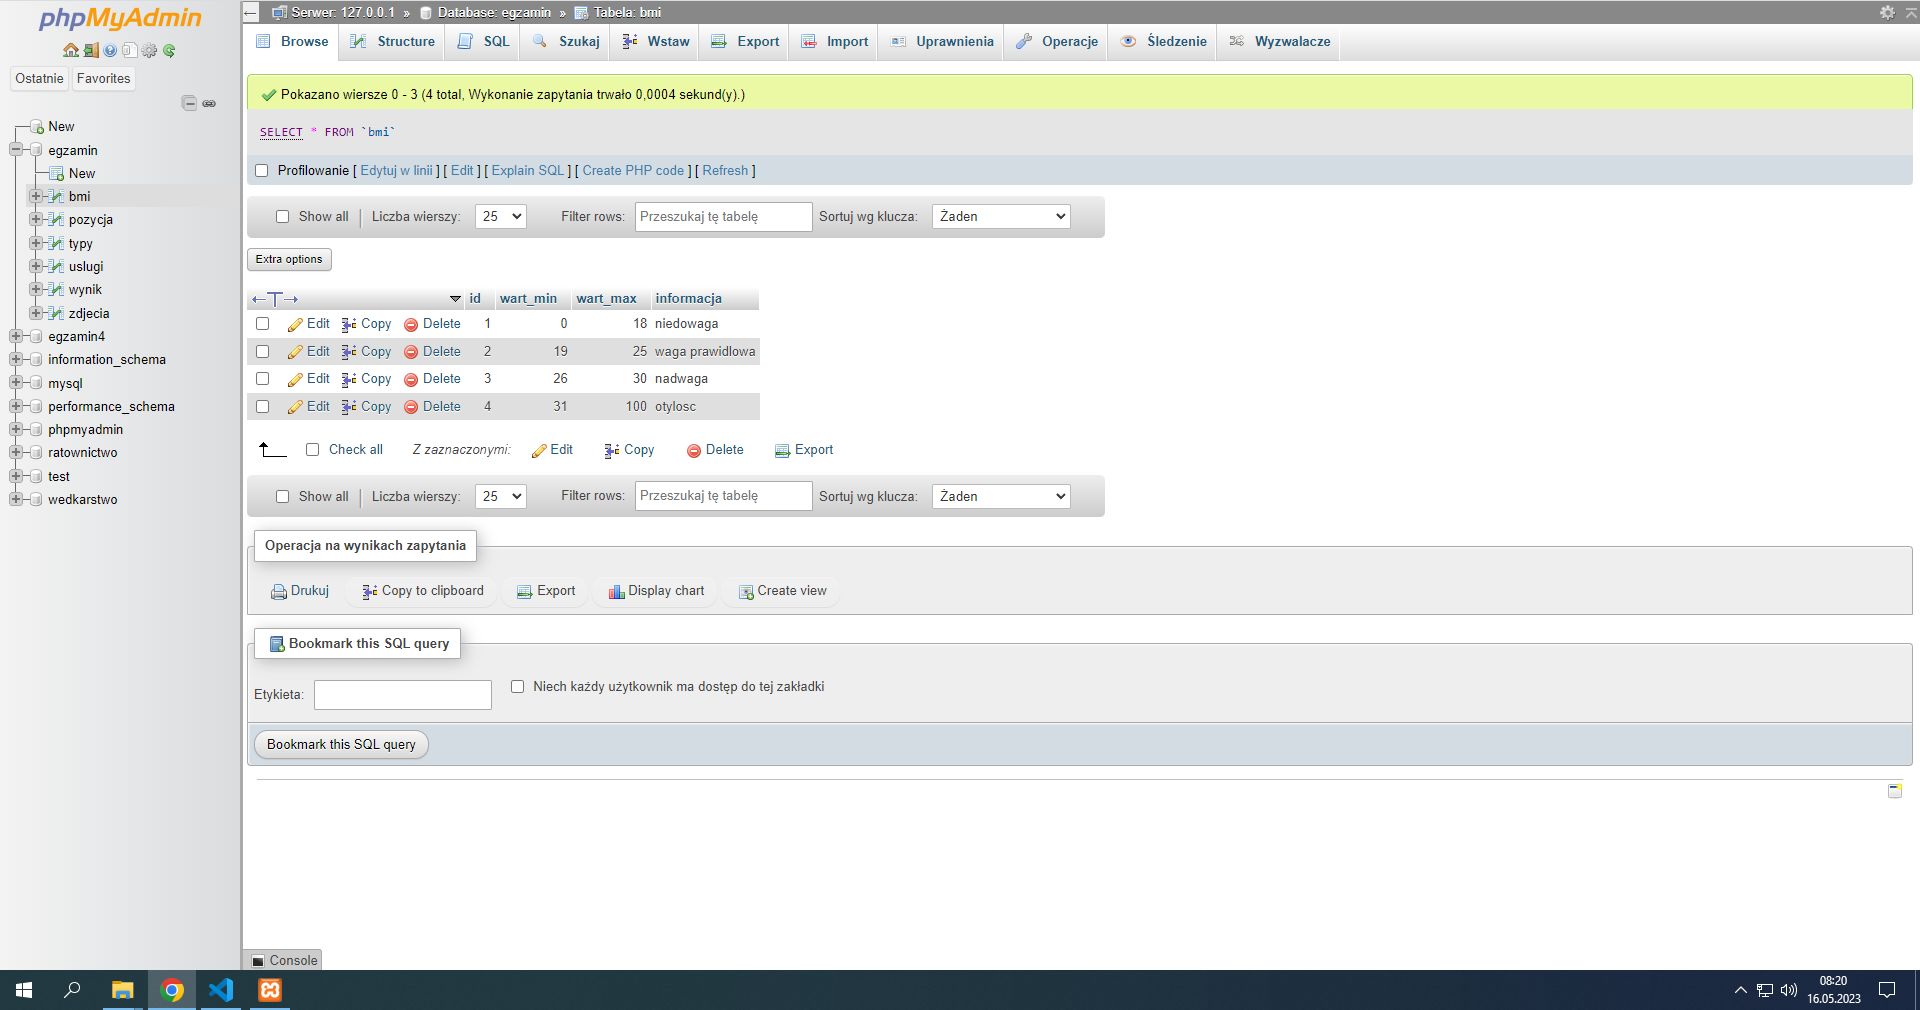 phpMyAdmin
Ostatnie Favorites
New
egzamin
New
bmi
pozycja
typy
uslugi
wynik
zdjecia
egzamin4
information_schema
mysql
performance_schema
phpmyadmin
ratownictwo
test
wedkarstwo
Serwer: 127.0.0.1 » Database: egzamin » Tabela: bmi
Browse Structure SQL Szukaj Wstaw Export Import Uprawnienia Operacje Śledzenie Wyzwalacze
Pokazano wiersze 0 - 3 (4 total, Wykonanie zapytania trwało 0,0004 sekund(y).)
SELECT * FROM `bmi`
Profilowanie [ Edytuj w linii ] [ Edit ] [ Explain SQL ] [ Create PHP code ] [ Refresh ]
Show all Liczba wierszy: 25 Filter rows: Przeszukaj tę tabelę Sortuj wg klucza: Żaden
Extra options
←T→ id wart_min wart_max informacja
Edit Copy Delete 1 0 18 niedowaga
Edit Copy Delete 2 19 25 waga prawidlowa
Edit Copy Delete 3 26 30 nadwaga
Edit Copy Delete 4 31 100 otylosc
Check all Z zaznaczonymi: Edit Copy Delete Export
Show all Liczba wierszy: 25 Filter rows: Przeszukaj tę tabelę Sortuj wg klucza: Żaden
Operacja na wynikach zapytania
Drukuj Copy to clipboard Export Display chart Create view
Bookmark this SQL query
Etykieta: Niech każdy użytkownik ma dostęp do tej zakładki
Bookmark this SQL query
Console
08:20
16.05.2023